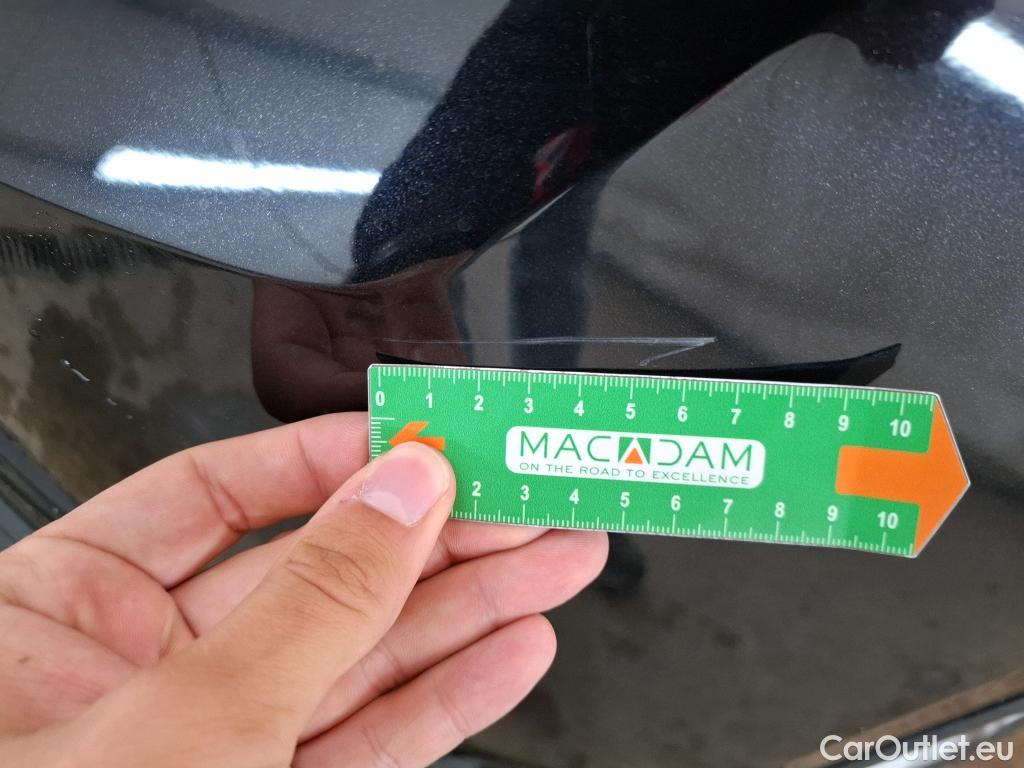 0 1 2 3 4 5 6 7 8 9 10
MACADAM
ON THE ROAD TO EXCELLENCE
2 3 4 5 6 7 8 9 10
CarOutlet.eu